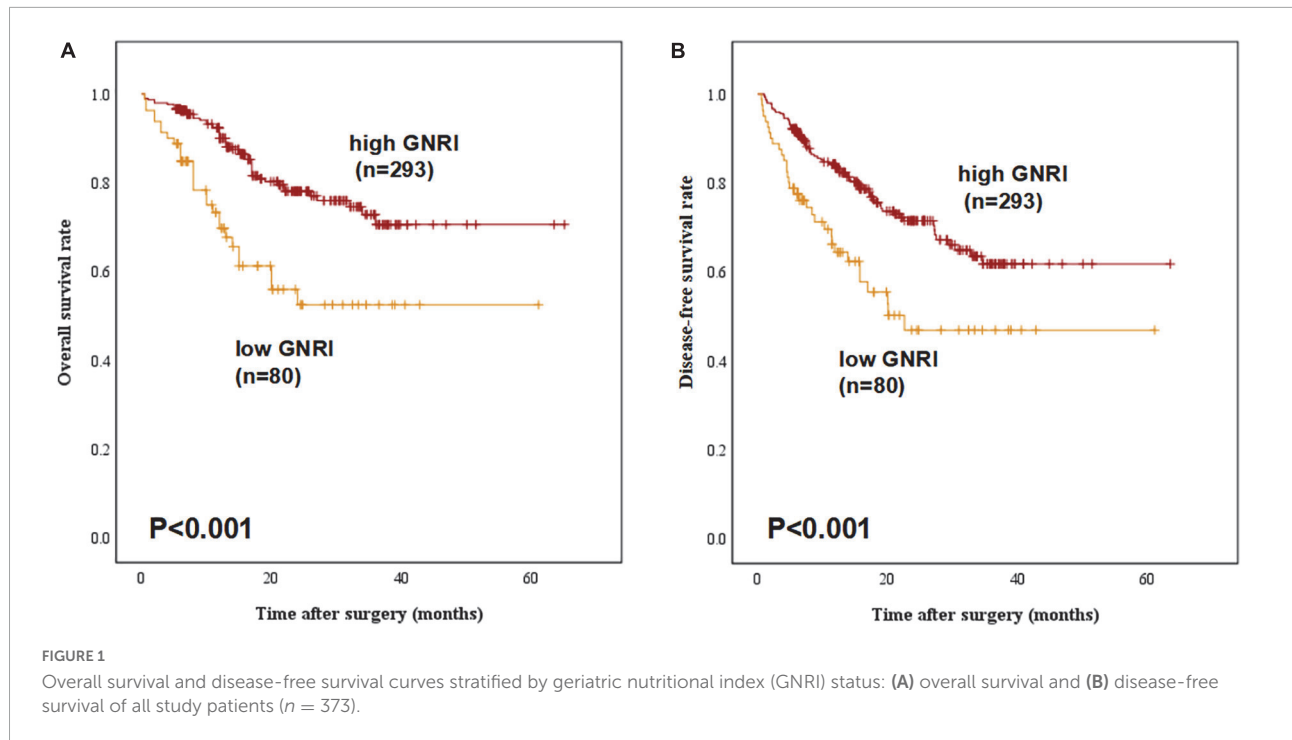 A
Overall survival rate
1.0
0.8
0.6
0.4
0.2
0.0
high GNRI
(n=293)
low GNRI
(n=80)
P<0.001
0 20 40 60
Time after surgery (months)
B
Disease-free survival rate
1.0
0.8
0.6
0.4
0.2
0.0
high GNRI
(n=293)
low GNRI
(n=80)
P<0.001
0 20 40 60
Time after surgery (months)
FIGURE 1
Overall survival and disease-free survival curves stratified by geriatric nutritional index (GNRI) status: (A) overall survival and (B) disease-free
survival of all study patients (n = 373).